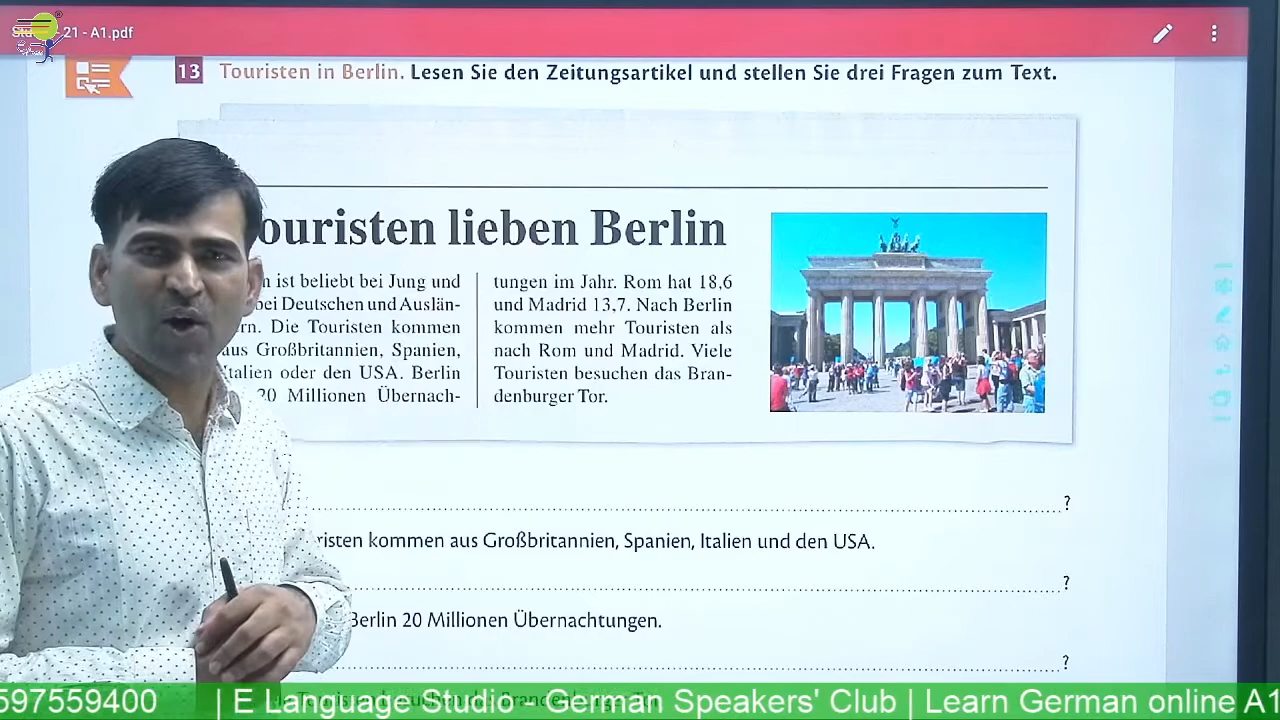 21 - A1.pdf
13 Touristen in Berlin. Lesen Sie den Zeitungsartikel und stellen Sie drei Fragen zum Text.
ouristen lieben Berlin
ist beliebt bei Jung und
bei Deutschen und Auslän-
rn. Die Touristen kommen
aus Großbritannien, Spanien,
Italien oder den USA. Berlin
20 Millionen Übernach-
tungen im Jahr. Rom hat 18,6
und Madrid 13,7. Nach Berlin
kommen mehr Touristen als
nach Rom und Madrid. Viele
Touristen besuchen das Bran-
denburger Tor.
?
risten kommen aus Großbritannien, Spanien, Italien und den USA.
?
Berlin 20 Millionen Übernachtungen.
?
597559400 | E Language Studio - German Speakers' Club | Learn German online A1